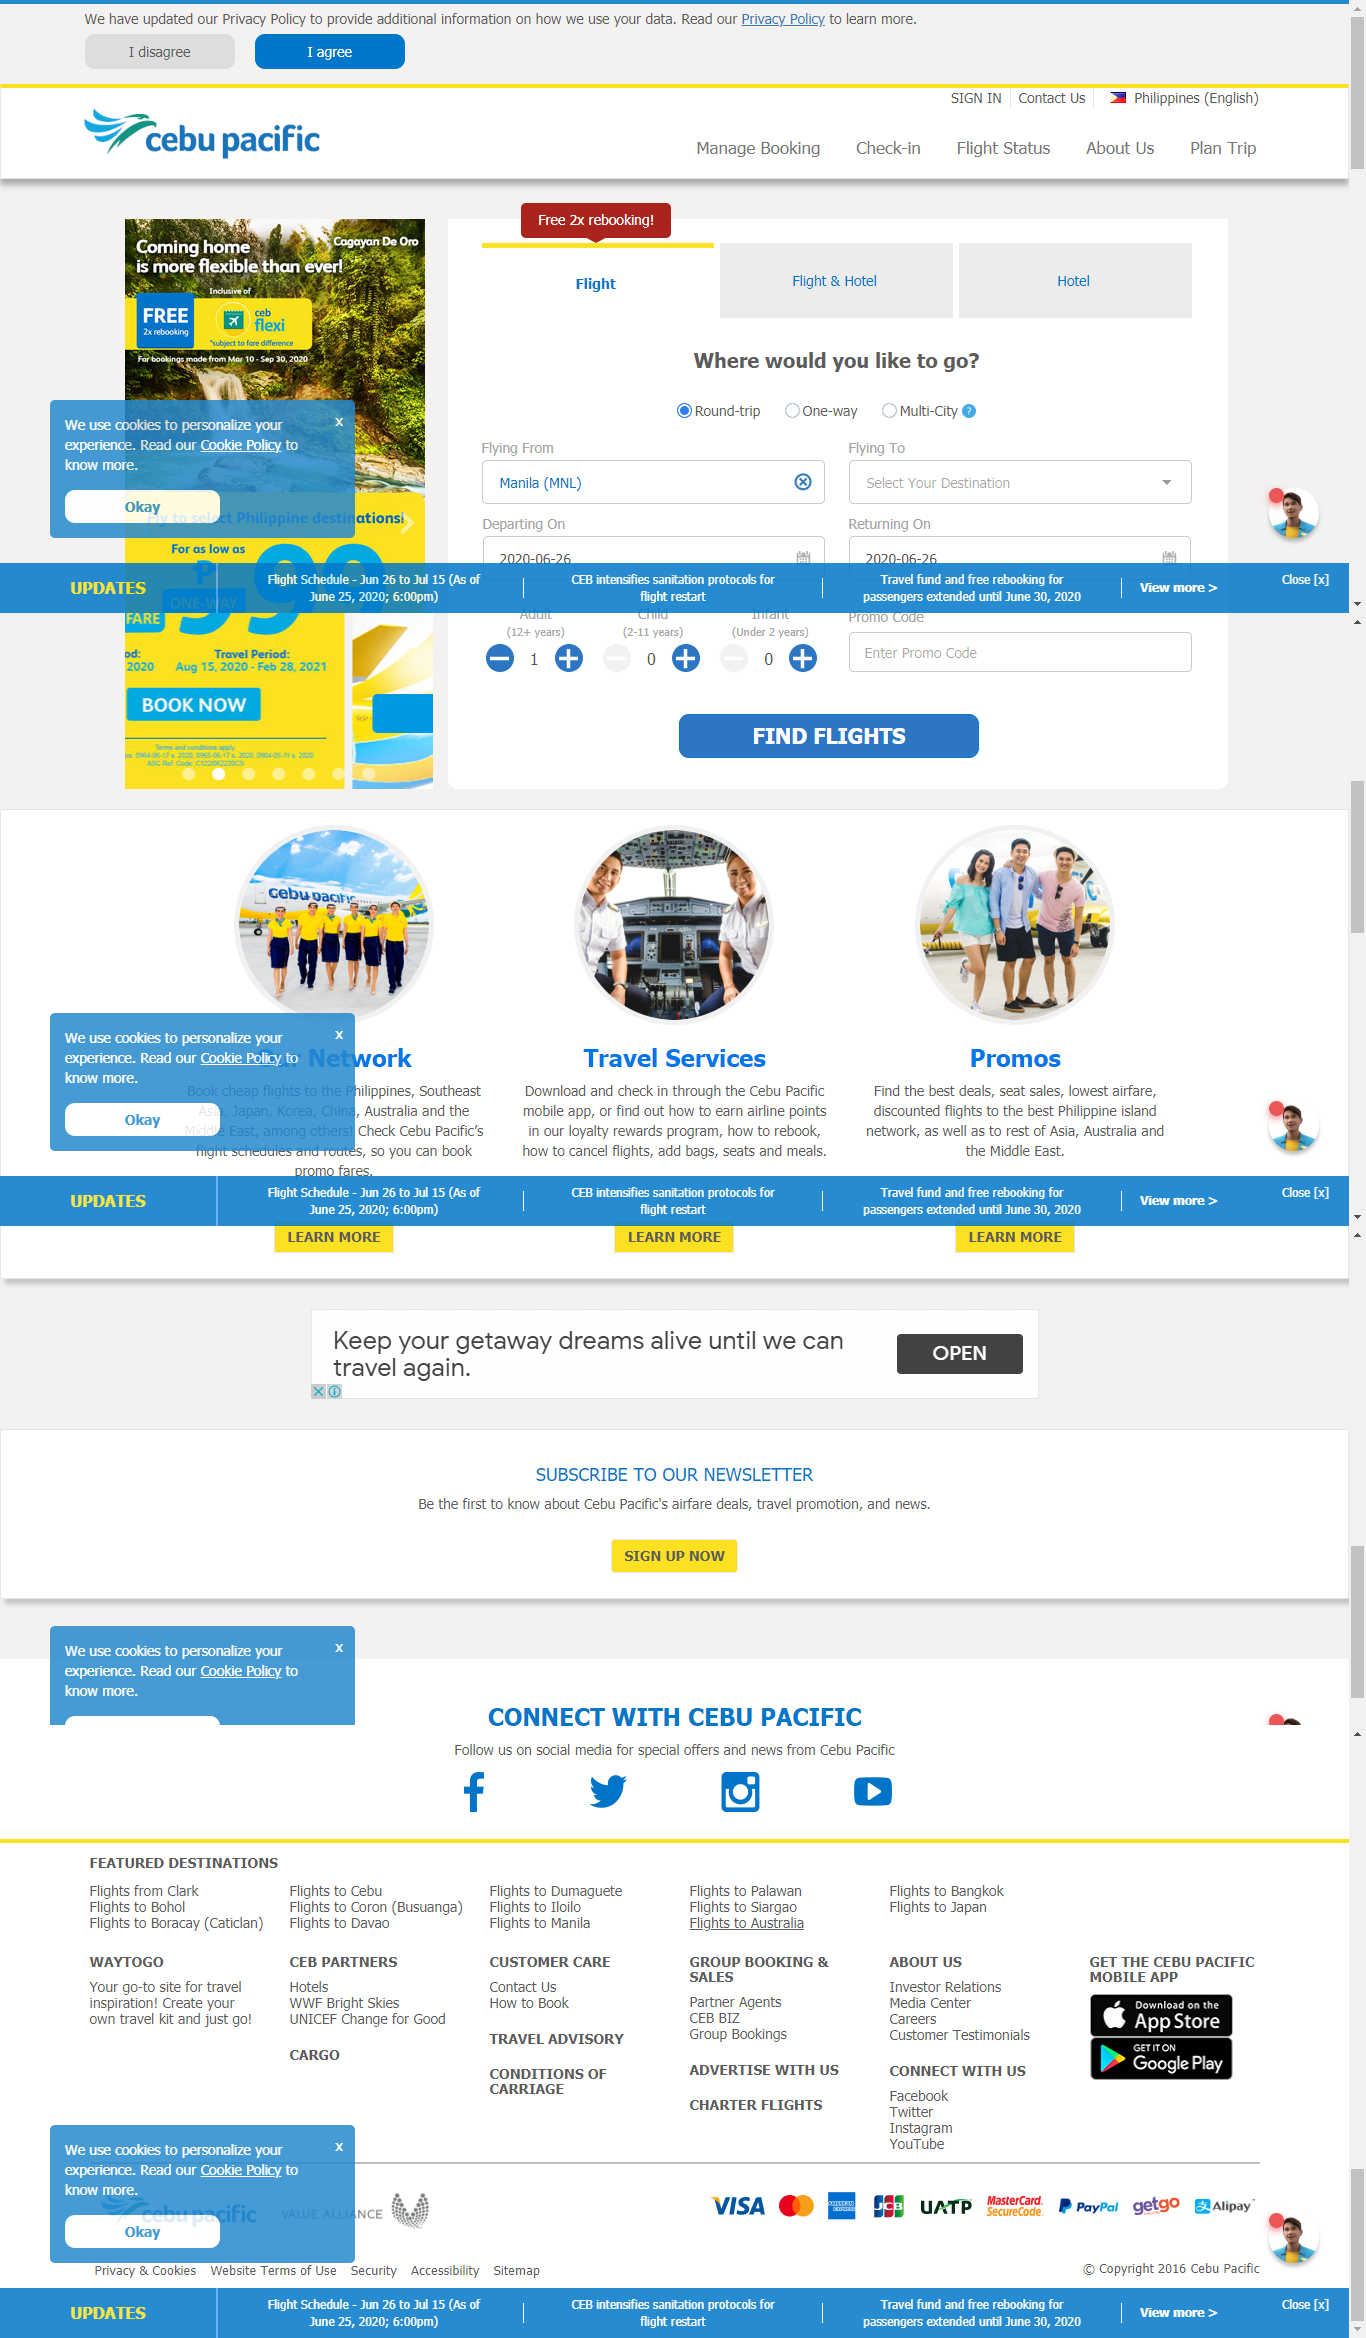 We have updated our Privacy Policy to provide additional information on how we use your data. Read our Privacy Policy to learn more.
I disagree
I agree
SIGN IN
Contact Us
Philippines (English)
cebu pacific
Manage Booking
Check-in
Flight Status
About Us
Plan Trip
Coming home
is more flexible than ever!
Cagayan De Oro
Inclusive of
FREE
2x rebooking
ceb
flexi
*subject to fare difference
For bookings made from Mar 10 - Sep 30, 2020
Free 2x rebooking!
Flight
Flight & Hotel
Hotel
Where would you like to go?
Round-trip
One-way
Multi-City ?
Flying From
Flying To
Manila (MNL)
Select Your Destination
Departing On
Returning On
2020-06-26
2020-06-26
We use cookies to personalize your
experience. Read our Cookie Policy to
know more.
x
Okay
Fly to select Philippine destinations!
For as low as
₱99
ONE-WAY
UPDATES
Flight Schedule - Jun 26 to Jul 15 (As of
June 25, 2020; 6:00pm)
CEB intensifies sanitation protocols for
flight restart
Travel fund and free rebooking for
passengers extended until June 30, 2020
View more >
Close [x]
FARE
od:
2020
Travel Period:
Aug 15, 2020 - Feb 28, 2021
BOOK NOW
Terms and conditions apply.
Adult
(12+ years)
1
Child
(2-11 years)
0
Infant
(Under 2 years)
0
Promo Code
Enter Promo Code
FIND FLIGHTS
cebu pacific
We use cookies to personalize your
experience. Read our Cookie Policy to
know more.
x
Okay
Our Network
Book cheap flights to the Philippines, Southeast
Asia, Japan, Korea, China, Australia and the
Middle East, among others! Check Cebu Pacific's
flight schedules and routes, so you can book
promo fares.
Travel Services
Download and check in through the Cebu Pacific
mobile app, or find out how to earn airline points
in our loyalty rewards program, how to rebook,
how to cancel flights, add bags, seats and meals.
Promos
Find the best deals, seat sales, lowest airfare,
discounted flights to the best Philippine island
network, as well as to rest of Asia, Australia and
the Middle East.
UPDATES
Flight Schedule - Jun 26 to Jul 15 (As of
June 25, 2020; 6:00pm)
CEB intensifies sanitation protocols for
flight restart
Travel fund and free rebooking for
passengers extended until June 30, 2020
View more >
Close [x]
LEARN MORE
LEARN MORE
LEARN MORE
Keep your getaway dreams alive until we can
travel again.
OPEN
SUBSCRIBE TO OUR NEWSLETTER
Be the first to know about Cebu Pacific's airfare deals, travel promotion, and news.
SIGN UP NOW
We use cookies to personalize your
experience. Read our Cookie Policy to
know more.
x
CONNECT WITH CEBU PACIFIC
Follow us on social media for special offers and news from Cebu Pacific
FEATURED DESTINATIONS
Flights from Clark
Flights to Bohol
Flights to Boracay (Caticlan)
Flights to Cebu
Flights to Coron (Busuanga)
Flights to Davao
Flights to Dumaguete
Flights to Iloilo
Flights to Manila
Flights to Palawan
Flights to Siargao
Flights to Australia
Flights to Bangkok
Flights to Japan
WAYTOGO
Your go-to site for travel
inspiration! Create your
own travel kit and just go!
CEB PARTNERS
Hotels
WWF Bright Skies
UNICEF Change for Good
CARGO
CUSTOMER CARE
Contact Us
How to Book
TRAVEL ADVISORY
CONDITIONS OF
CARRIAGE
GROUP BOOKING &
SALES
Partner Agents
CEB BIZ
Group Bookings
ADVERTISE WITH US
CHARTER FLIGHTS
ABOUT US
Investor Relations
Media Center
Careers
Customer Testimonials
CONNECT WITH US
Facebook
Twitter
Instagram
YouTube
GET THE CEBU PACIFIC
MOBILE APP
Download on the
App Store
GET IT ON
Google Play
We use cookies to personalize your
experience. Read our Cookie Policy to
know more.
x
Okay
cebu pacific
VALUE ALLIANCE
VISA
AMERICAN EXPRESS
JCB
UATP
MasterCard.
SecureCode.
PayPal
getgo
Alipay
Privacy & Cookies
Website Terms of Use
Security
Accessibility
Sitemap
© Copyright 2016 Cebu Pacific
UPDATES
Flight Schedule - Jun 26 to Jul 15 (As of
June 25, 2020; 6:00pm)
CEB intensifies sanitation protocols for
flight restart
Travel fund and free rebooking for
passengers extended until June 30, 2020
View more >
Close [x]